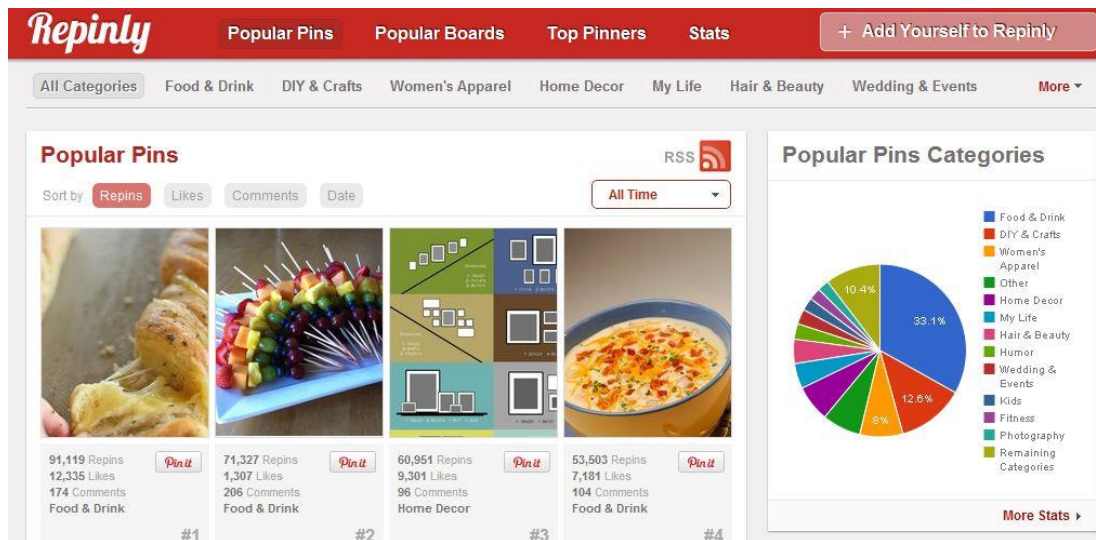 Repinly
Popular Pins
Popular Boards
Top Pinners
Stats
+ Add Yourself to Repinly
All Categories
Food & Drink
DIY & Crafts
Women's Apparel
Home Decor
My Life
Hair & Beauty
Wedding & Events
More
Popular Pins
RSS
Sort by
Repins
Likes
Comments
Date
All Time
91,119 Repins
12,335 Likes
174 Comments
Food & Drink
Pin it
#1
71,327 Repins
1,307 Likes
206 Comments
Food & Drink
Pin it
#2
60,951 Repins
9,301 Likes
96 Comments
Home Decor
Pin it
#3
53,503 Repins
7,181 Likes
104 Comments
Food & Drink
Pin it
#4
Popular Pins Categories
10.4%
33.1%
12.6%
8%
Food & Drink
DIY & Crafts
Women's
Apparel
Other
Home Decor
My Life
Hair & Beauty
Humor
Wedding &
Events
Kids
Fitness
Photography
Remaining
Categories
More Stats